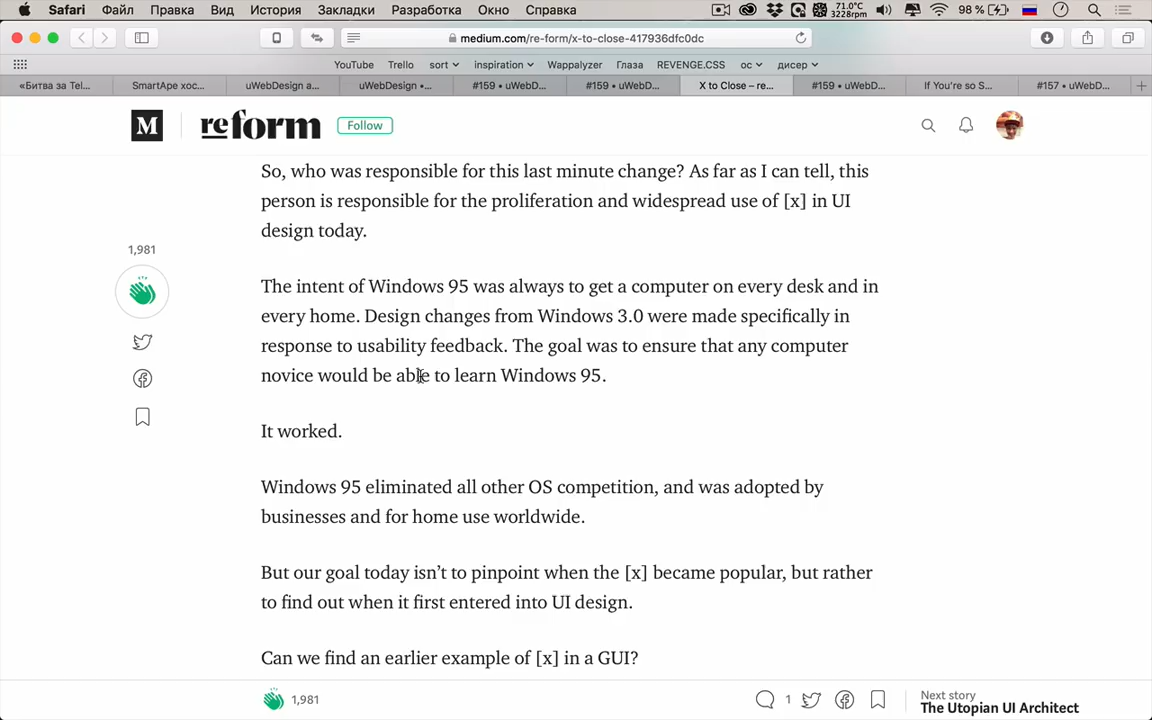 Safari Файл Правка Вид История Закладки Разработка Окно Справка 71.0°C 3228rpm 98 %
medium.com/re-form/x-to-close-417936dfc0dc
YouTube Trello sort inspiration Wappalyzer Глаза REVENGE.CSS ос дисер
«Битва за Tel... SmartApe хос... uWebDesign a... uWebDesign •... #159 • uWebD... #159 • uWebD... X to Close – re... #159 • uWebD... If You're so S... #157 • uWebD...
M re:form Follow
So, who was responsible for this last minute change? As far as I can tell, this
person is responsible for the proliferation and widespread use of [x] in UI
design today.
1,981
The intent of Windows 95 was always to get a computer on every desk and in
every home. Design changes from Windows 3.0 were made specifically in
response to usability feedback. The goal was to ensure that any computer
novice would be able to learn Windows 95.
It worked.
Windows 95 eliminated all other OS competition, and was adopted by
businesses and for home use worldwide.
But our goal today isn't to pinpoint when the [x] became popular, but rather
to find out when it first entered into UI design.
Can we find an earlier example of [x] in a GUI?
1,981 1 Next story
The Utopian UI Architect